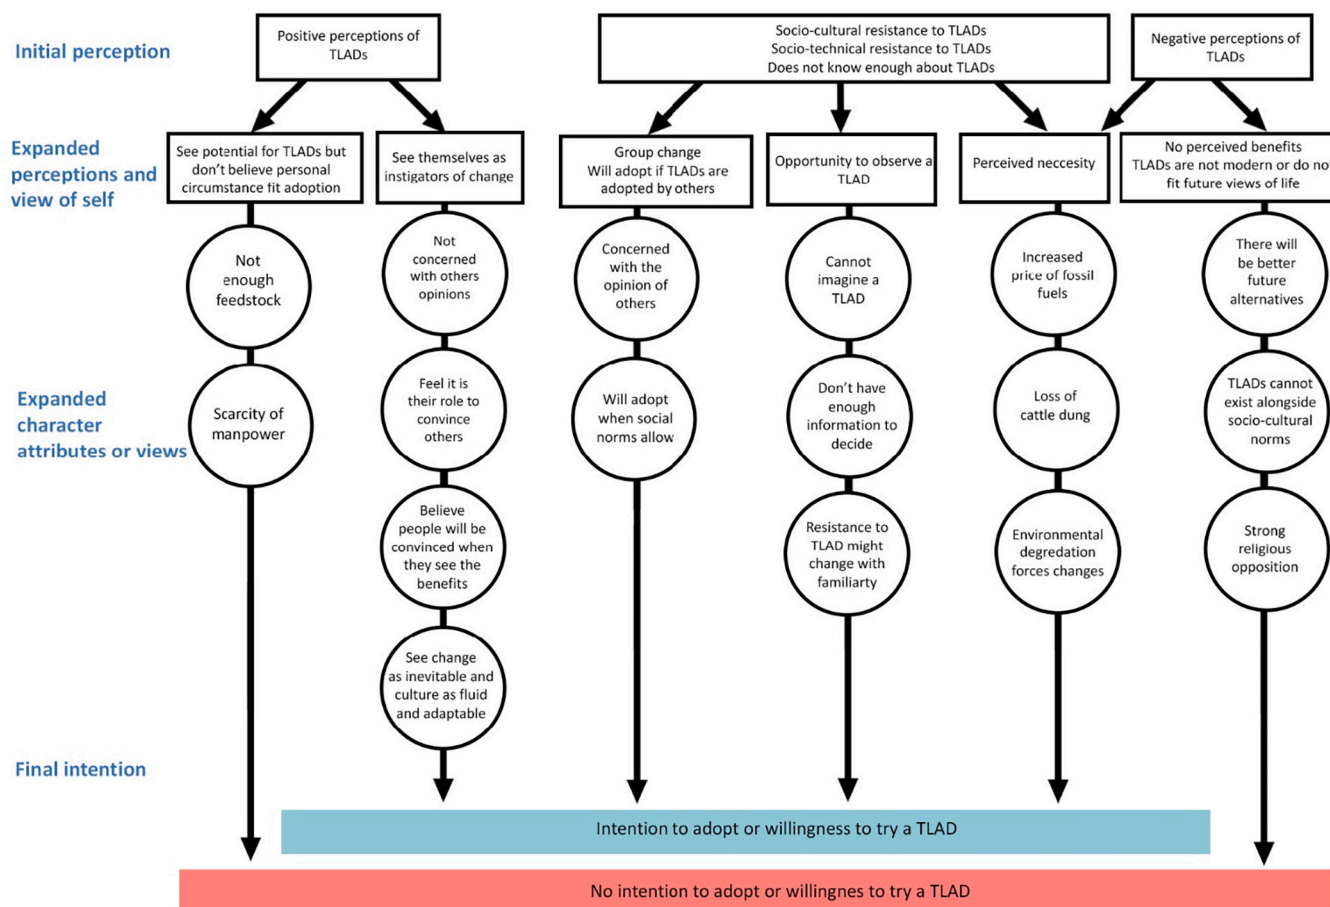 Initial perception
Positive perceptions of
TLADs
Socio-cultural resistance to TLADs
Socio-technical resistance to TLADs
Does not know enough about TLADs
Negative perceptions of
TLADs
Expanded
perceptions and
view of self
See potential for TLADs but
don't believe personal
circumstance fit adoption
See themselves as
instigators of change
Group change
Will adopt if TLADs are
adopted by others
Opportunity to observe a
TLAD
Perceived neccesity
No perceived benefits
TLADs are not modern or do not
fit future views of life
Expanded
character
attributes or views
Not
enough
feedstock
Not
concerned
with others
opinions
Concerned
with the
opinion of
others
Cannot
imagine a
TLAD
Increased
price of fossil
fuels
There will
be better
future
alternatives
Scarcity of
manpower
Feel it is
their role to
convince
others
Will adopt
when social
norms allow
Don't have
enough
information to
decide
Loss of
cattle dung
TLADs cannot
exist alongside
socio-cultural
norms
Believe
people will be
convinced when
they see the
benefits
Resistance to
TLAD might
change with
familiarty
Environmental
degredation
forces changes
Strong
religious
opposition
See change
as inevitable and
culture as fluid
and adaptable
Final intention
Intention to adopt or willingness to try a TLAD
No intention to adopt or willingnes to try a TLAD